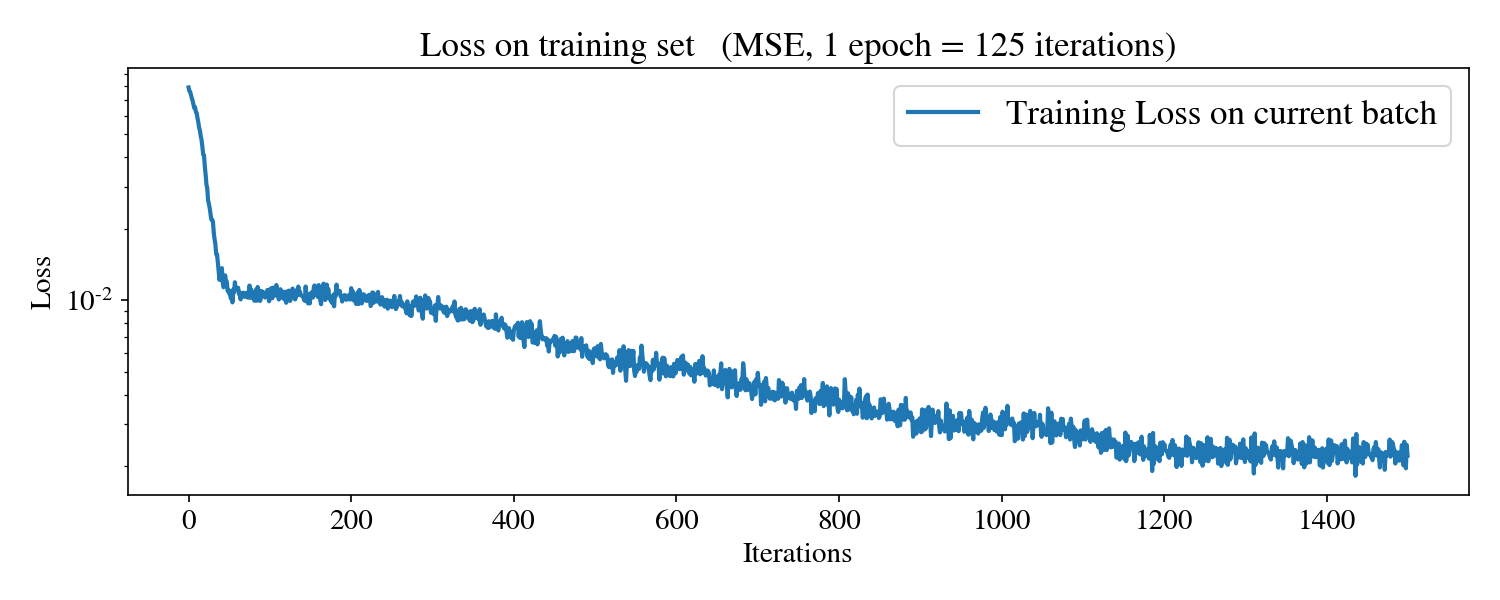 Loss on training set   (MSE, 1 epoch = 125 iterations)
Training Loss on current batch
Loss
10⁻²
0 200 400 600 800 1000 1200 1400
Iterations